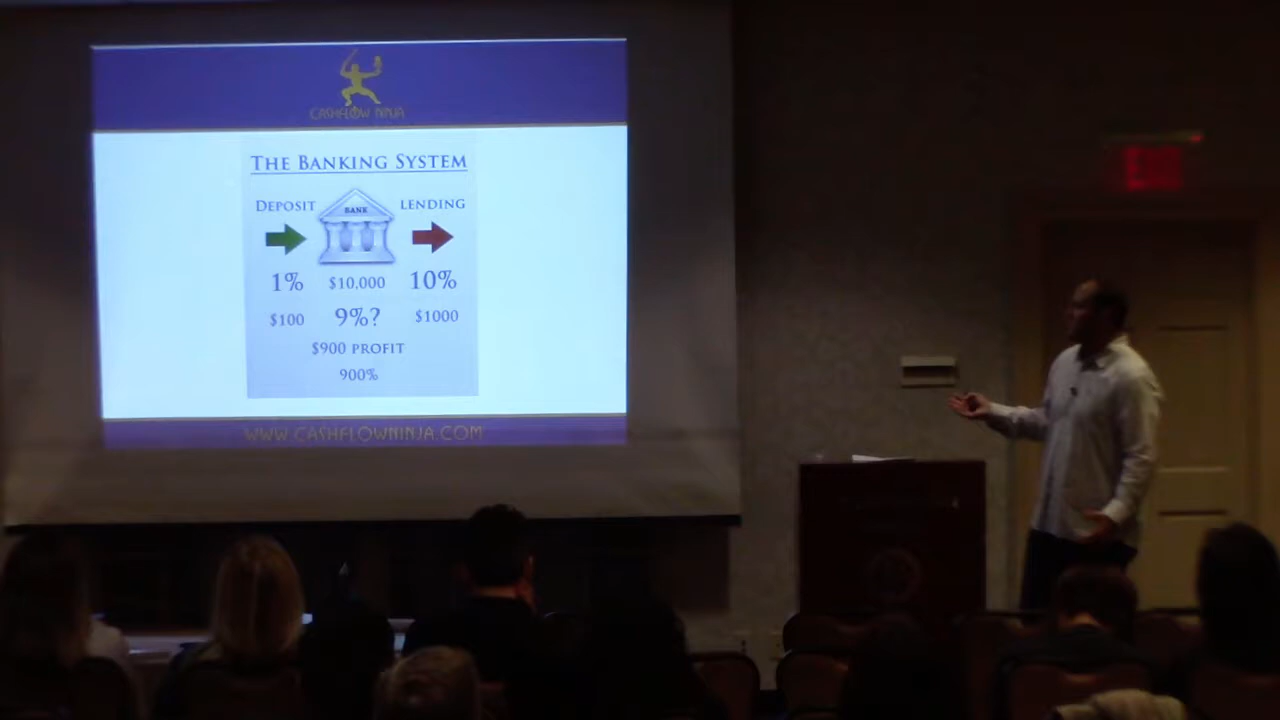 CASHFLOW NINJA
THE BANKING SYSTEM
DEPOSIT
BANK
LENDING
1%
$10,000
10%
$100
9%?
$1000
$900 PROFIT
900%
WWW.CASHFLOWNINJA.COM
EXIT